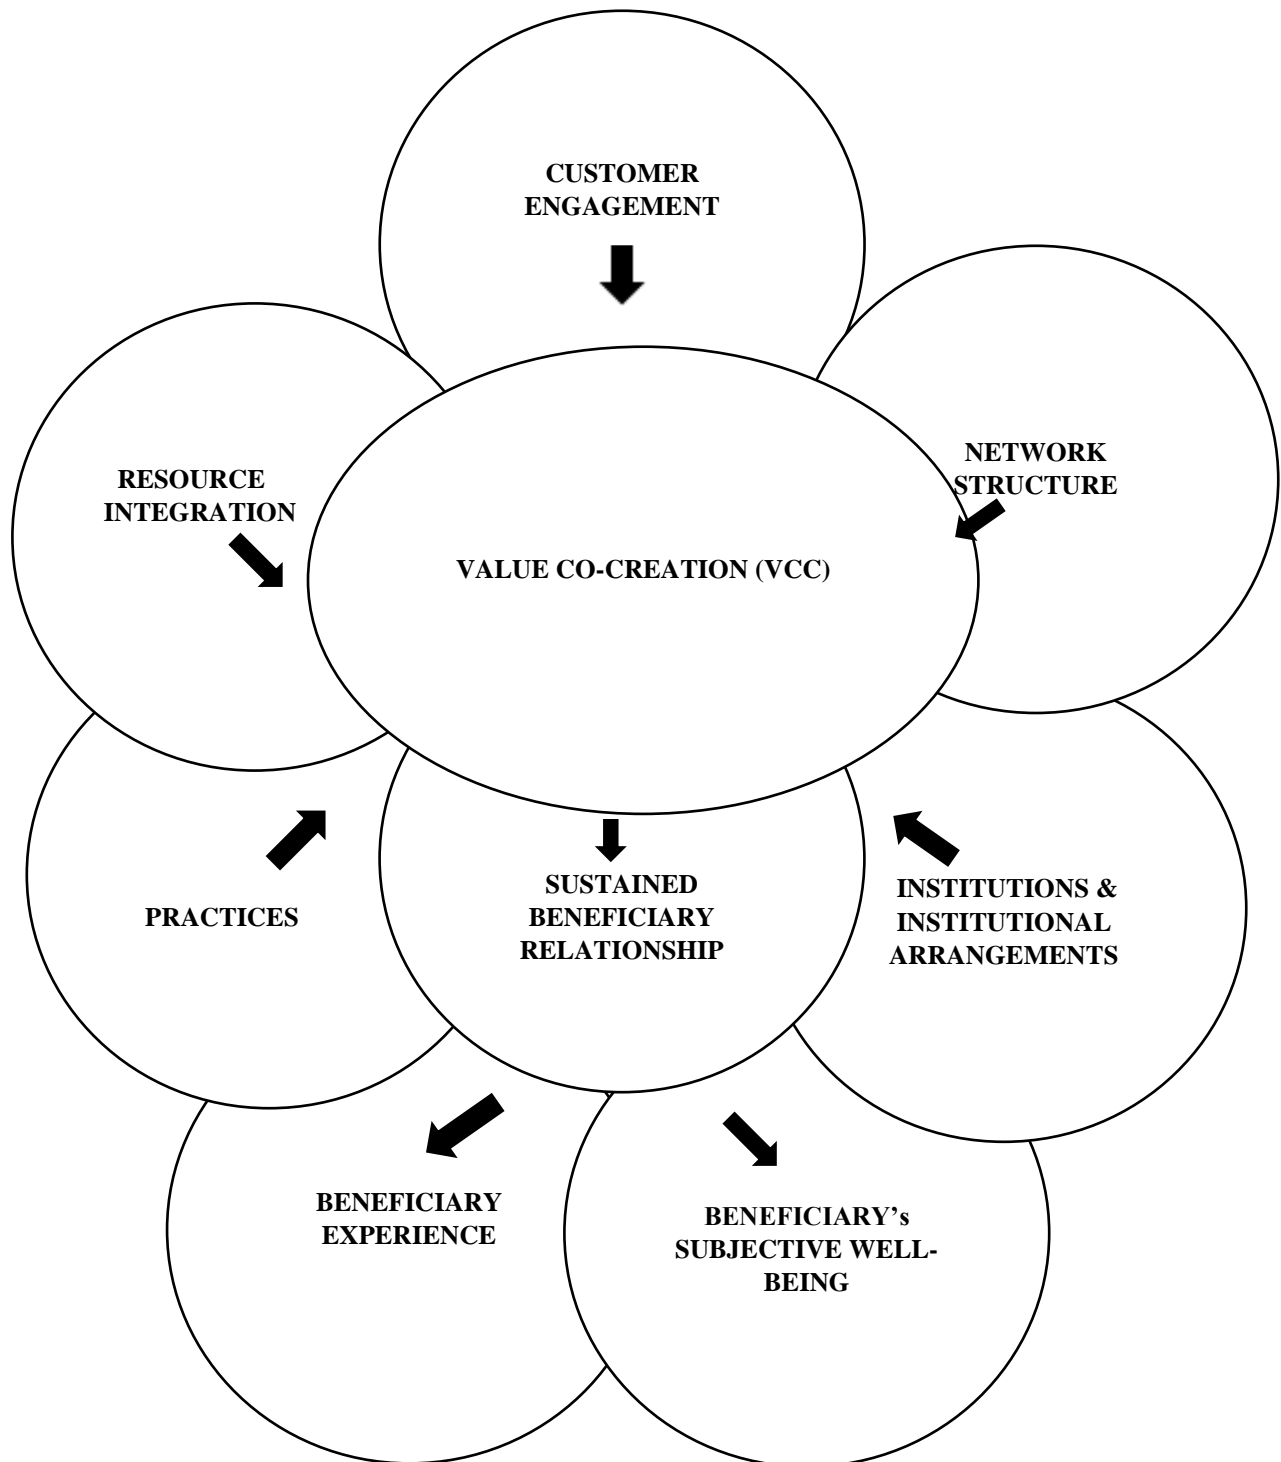 CUSTOMER
ENGAGEMENT
NETWORK
STRUCTURE
RESOURCE
INTEGRATION
VALUE CO-CREATION (VCC)
SUSTAINED
BENEFICIARY
RELATIONSHIP
INSTITUTIONS &
INSTITUTIONAL
ARRANGEMENTS
PRACTICES
BENEFICIARY
EXPERIENCE
BENEFICIARY’s
SUBJECTIVE WELL-
BEING